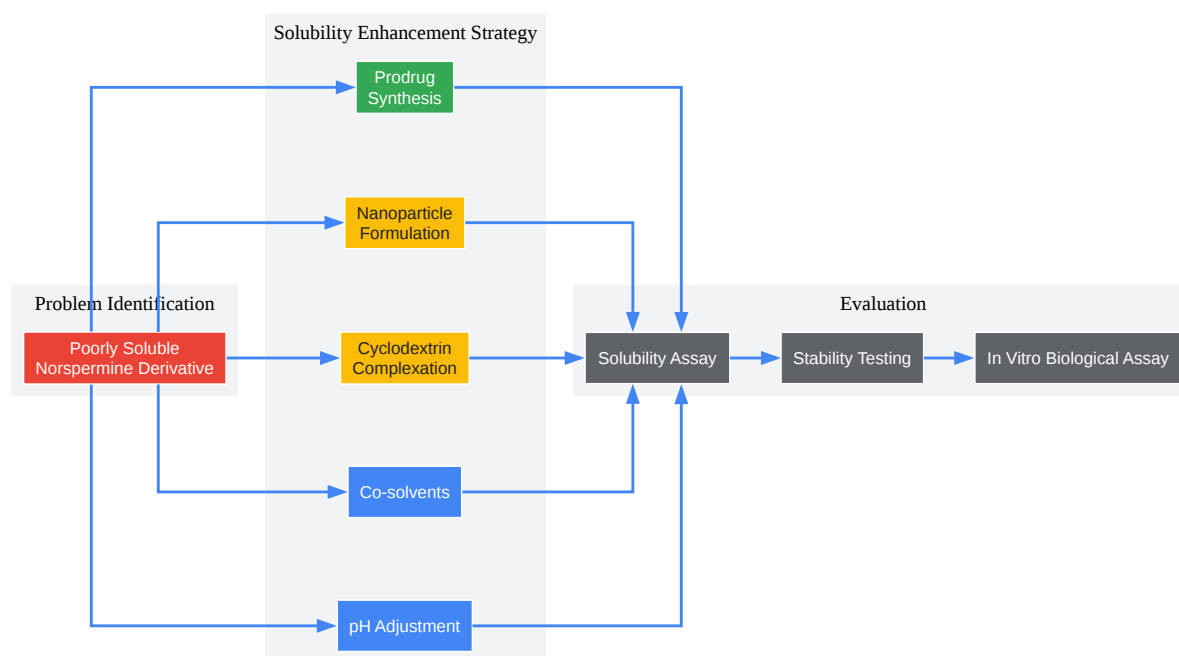 Solubility Enhancement Strategy
Prodrug
Synthesis
Nanoparticle
Formulation
Problem Identification
Evaluation
Poorly Soluble
Norspermine Derivative
Cyclodextrin
Complexation
Solubility Assay
Stability Testing
In Vitro Biological Assay
Co-solvents
pH Adjustment